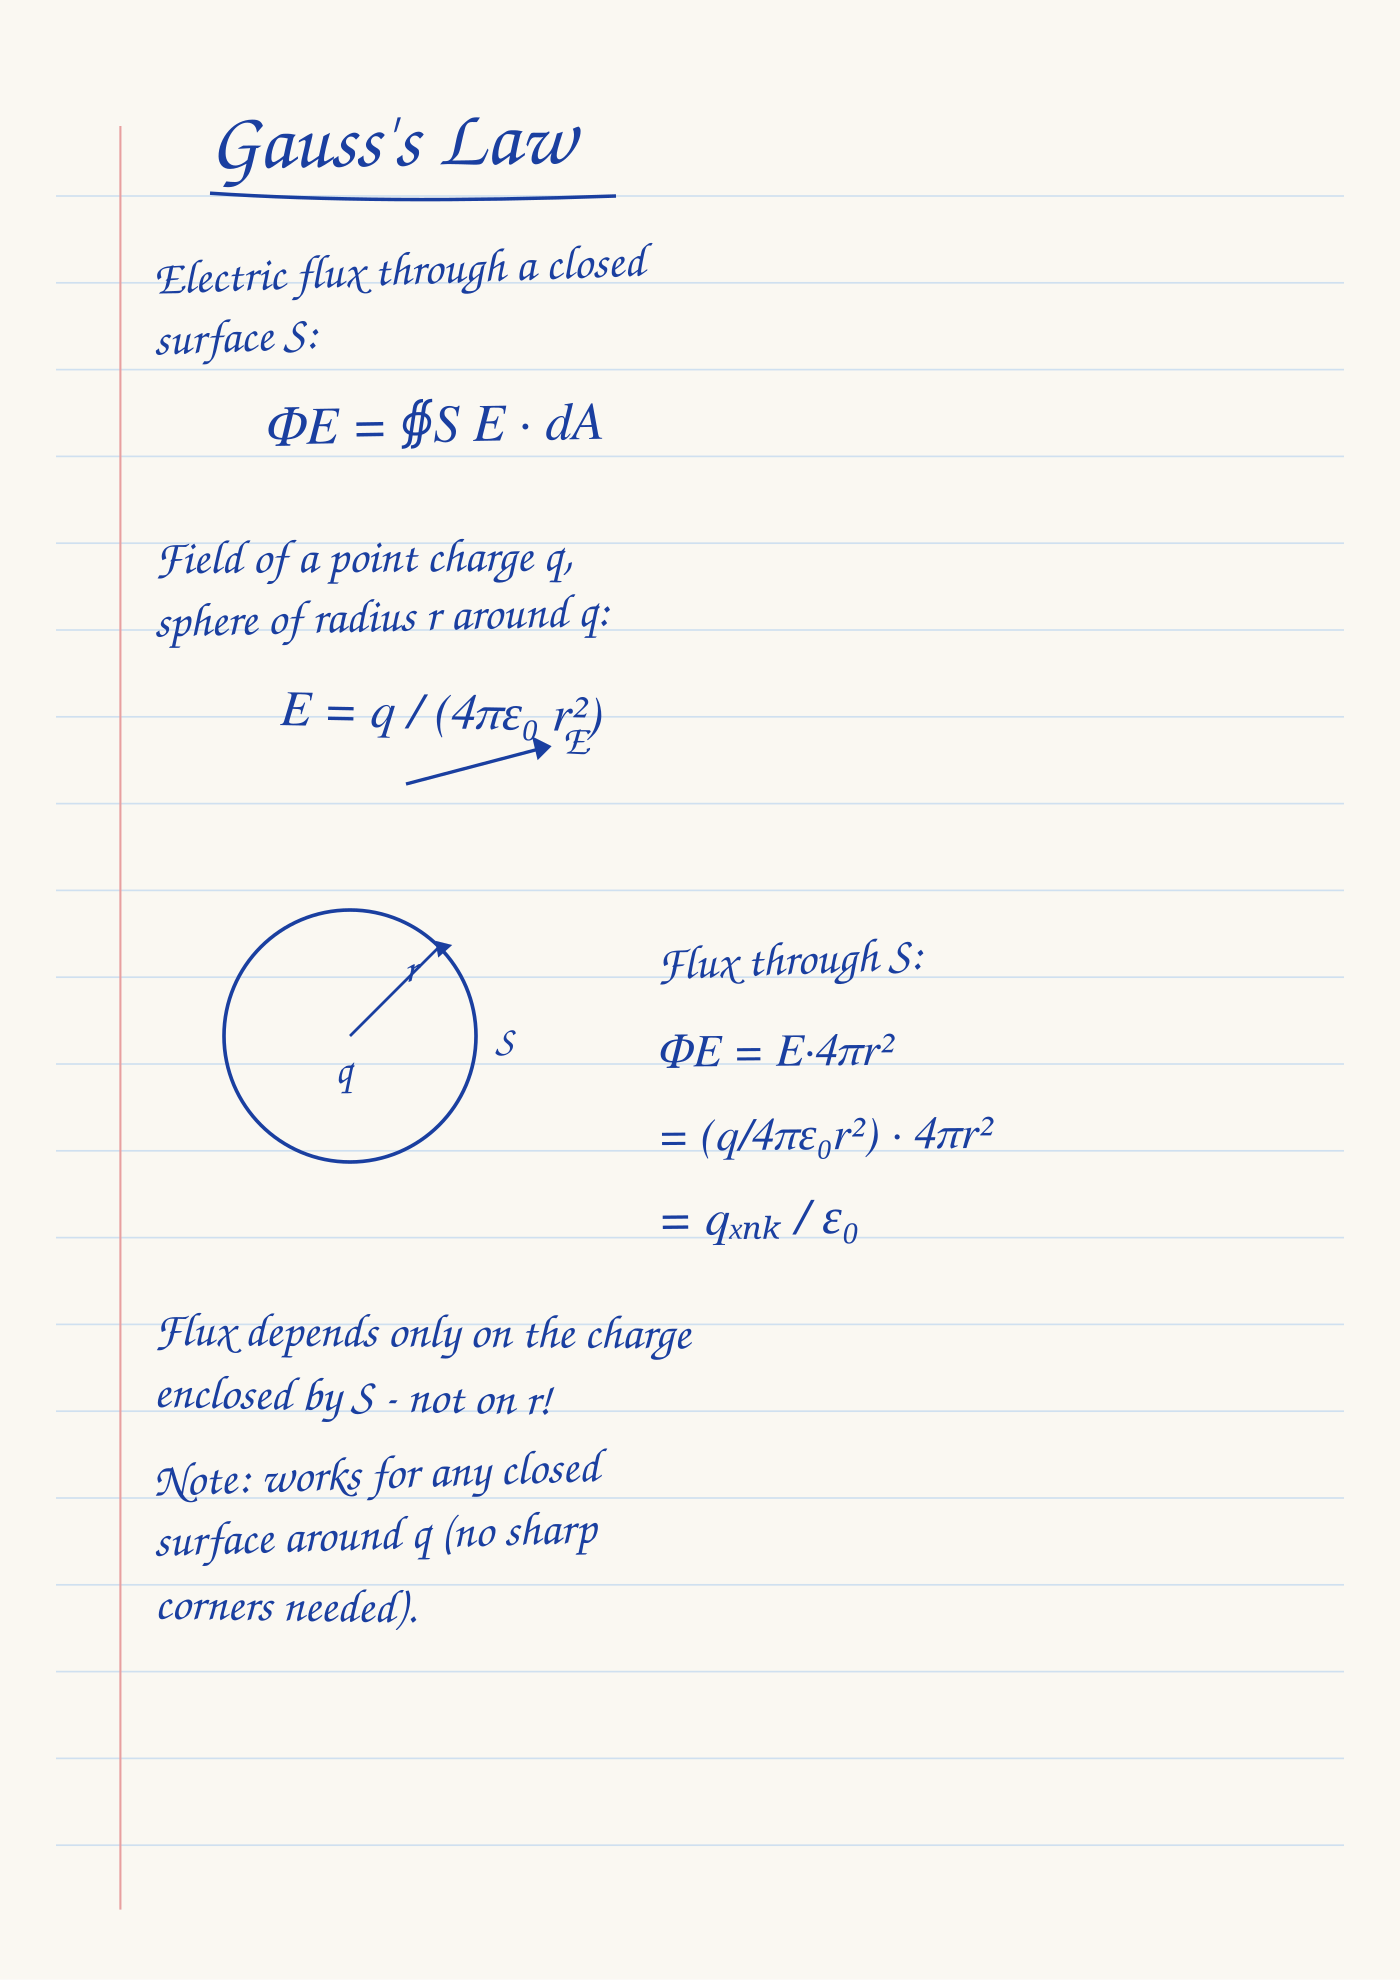 Gauss's Law
Electric flux through a closed
surface S:
ΦE = ∯S E · dA
Field of a point charge q,
sphere of radius r around q:
E = q / (4πε₀ r²)
E
r
S
q
Flux through S:
ΦE = E·4πr²
= (q/4πε₀r²) · 4πr²
= qₓnk / ε₀
Flux depends only on the charge
enclosed by S - not on r!
Note: works for any closed
surface around q (no sharp
corners needed).